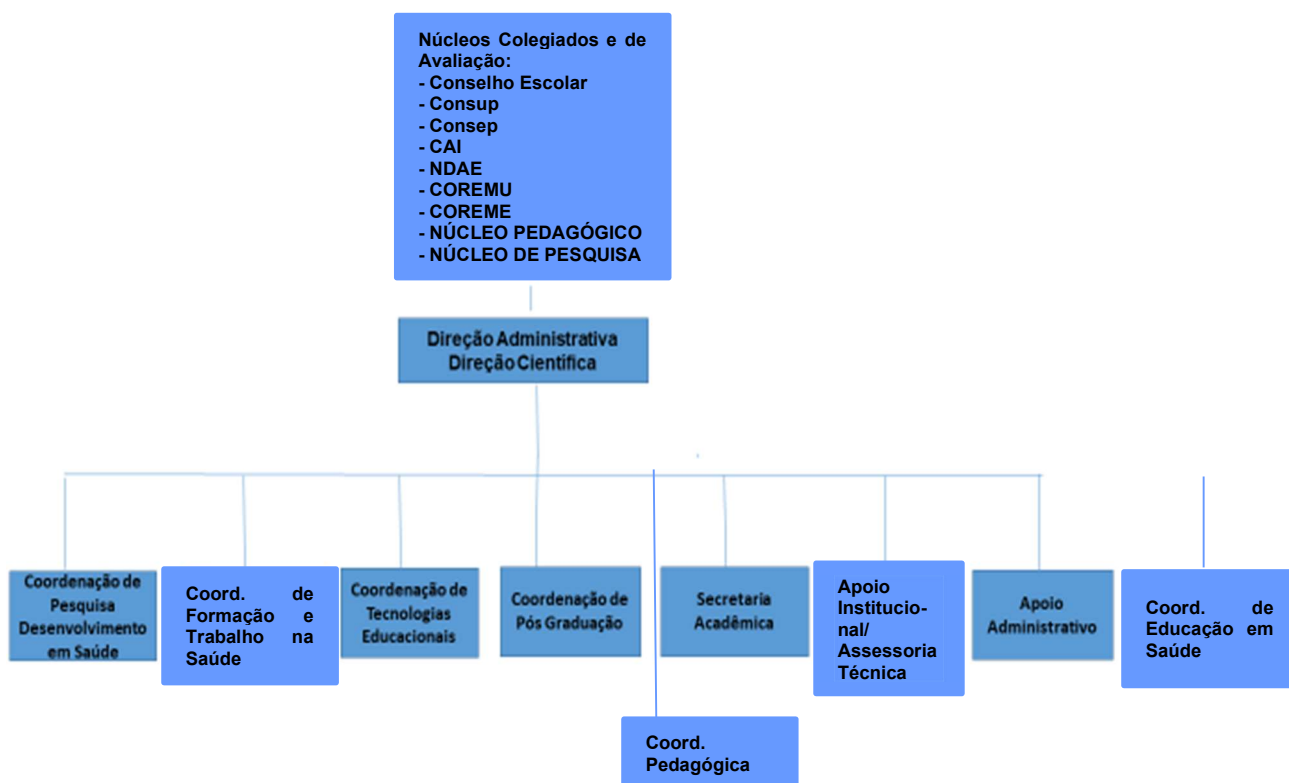 Núcleos Colegiados e de
Avaliação:
- Conselho Escolar
- Consup
- Consep
- CAI
- NDAE
- COREMU
- COREME
- NÚCLEO PEDAGÓGICO
- NÚCLEO DE PESQUISA
Direção Administrativa
Direção Científica
Coordenação de
Pesquisa
Desenvolvimento
em Saúde
Coord. de
Formação e
Trabalho na
Saúde
Coordenação de
Tecnologias
Educacionais
Coordenação de
Pós Graduação
Secretaria
Acadêmica
Apoio
Institucio-
nal/
Assessoria
Técnica
Apoio
Administrativo
Coord. de
Educação em
Saúde
Coord.
Pedagógica